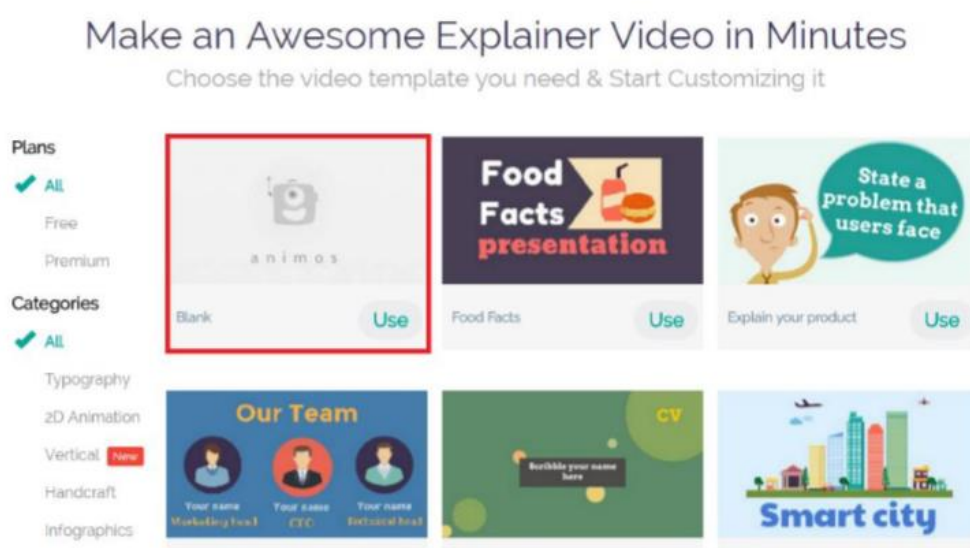 Make an Awesome Explainer Video in Minutes
Choose the video template you need & Start Customizing it
Plans
All
Free
Premium
Categories
All
Typography
2D Animation
Vertical New
Handcraft
Infographics
animos
Blank
Use
Food
Facts
presentation
Food Facts
Use
State a
problem that
users face
Explain your product
Use
Our Team
Your name
Marketing head
Your name
CEO
Your name
Technical head
CV
Scribble your name
here
Smart city